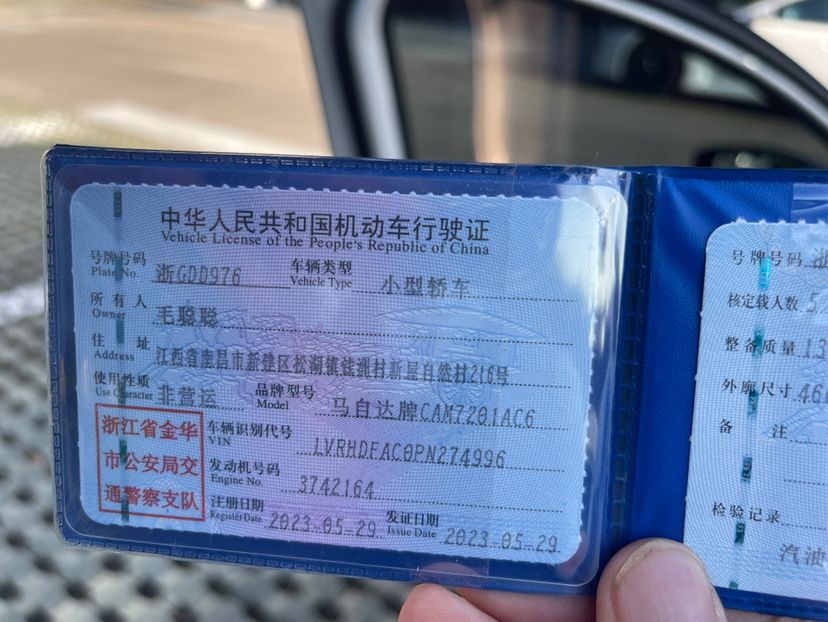 中华人民共和国机动车行驶证
Vehicle License of the People's Republic of China
号牌号码 浙GDD976 车辆类型 小型轿车
Plate No. Vehicle Type
所有人 毛聪聪
Owner
住址 江西省南昌市新建区松湖镇洼洲村新屋自然村216号
Address
使用性质 非营运 品牌型号 马自达牌CAM7201AC6
Use Character Model
浙江省金华
市公安局交
通警察支队
车辆识别代号 LVRHDFAC0PN274996
VIN
发动机号码 3742164
Engine No.
注册日期 2023-05-29 发证日期 2023-05-29
Register Date Issue Date
号牌号码 浙
核定载人数 5
整备质量 13
外廓尺寸 46
备注
检验记录
汽油